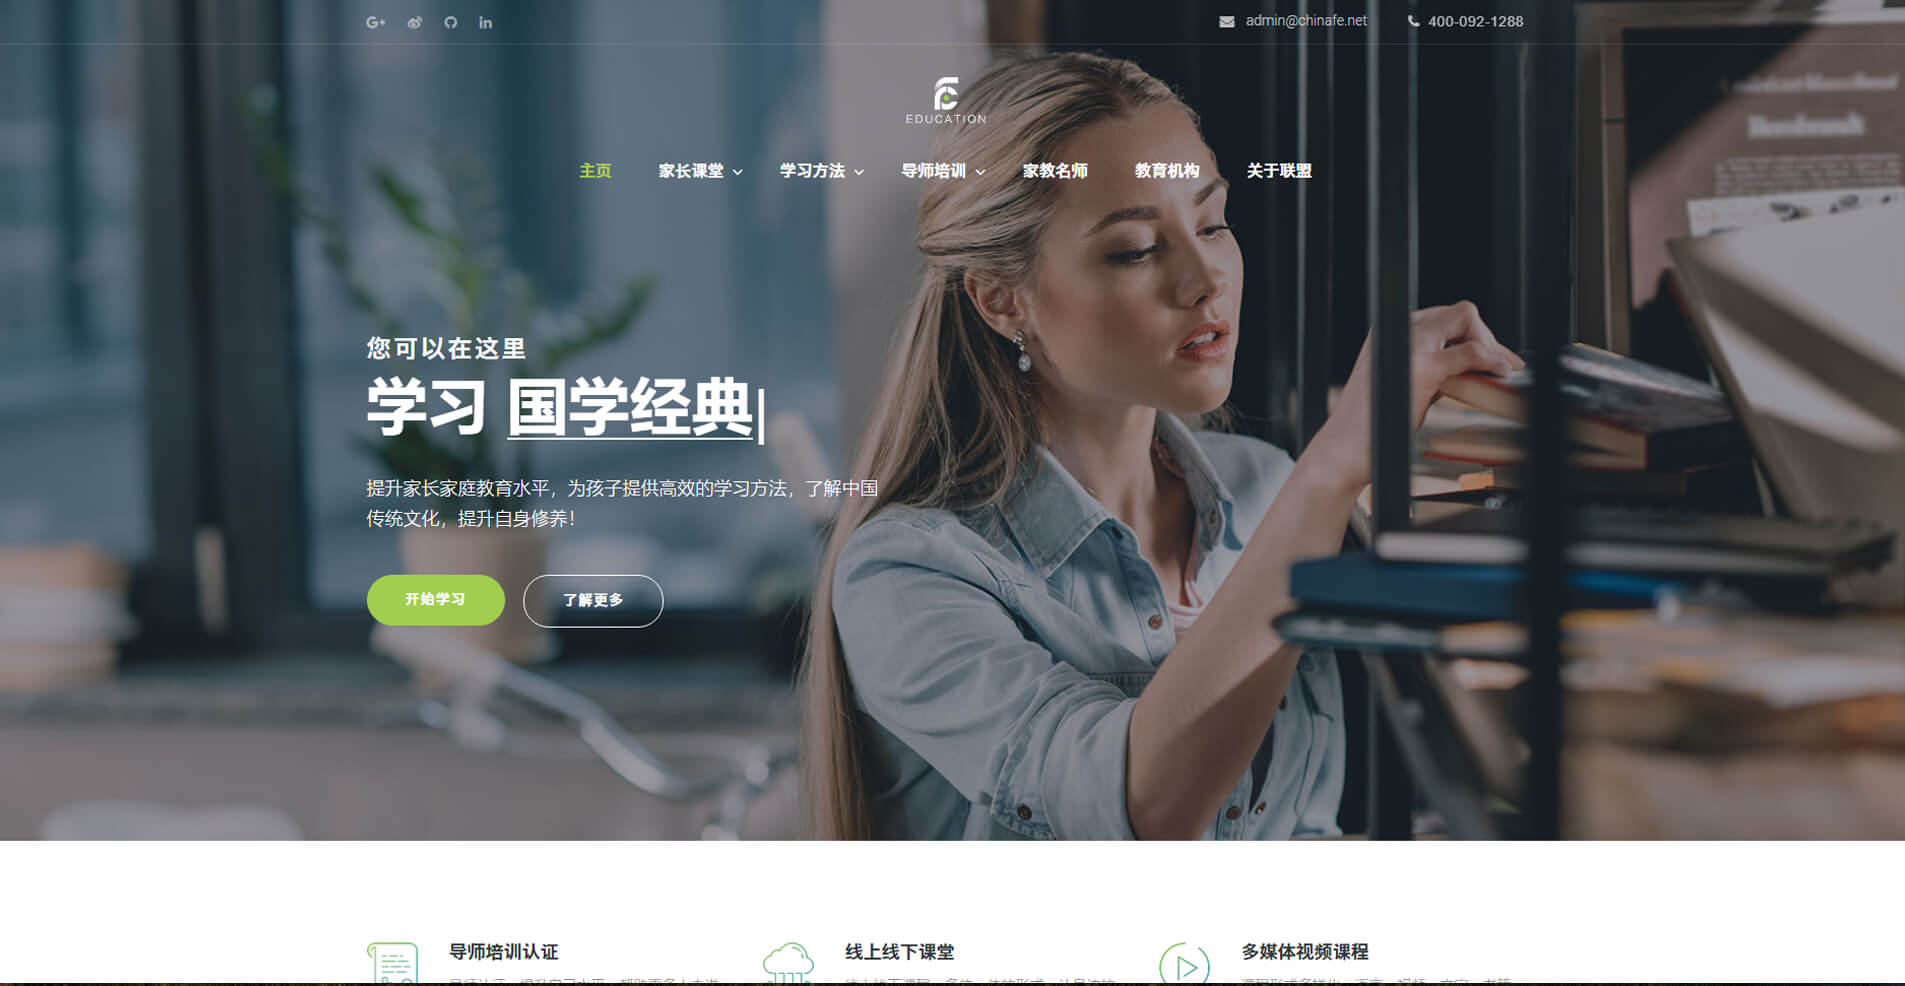 G+
in
admin@chinafe.net
400-092-1288
EDUCATION
主页 家长课堂 学习方法 导师培训 家教名师 教育机构 关于联盟
您可以在这里
学习 国学经典|
提升家长家庭教育水平，为孩子提供高效的学习方法，了解中国
传统文化，提升自身修养！
开始学习 了解更多
导师培训认证 线上线下课堂 多媒体视频课程